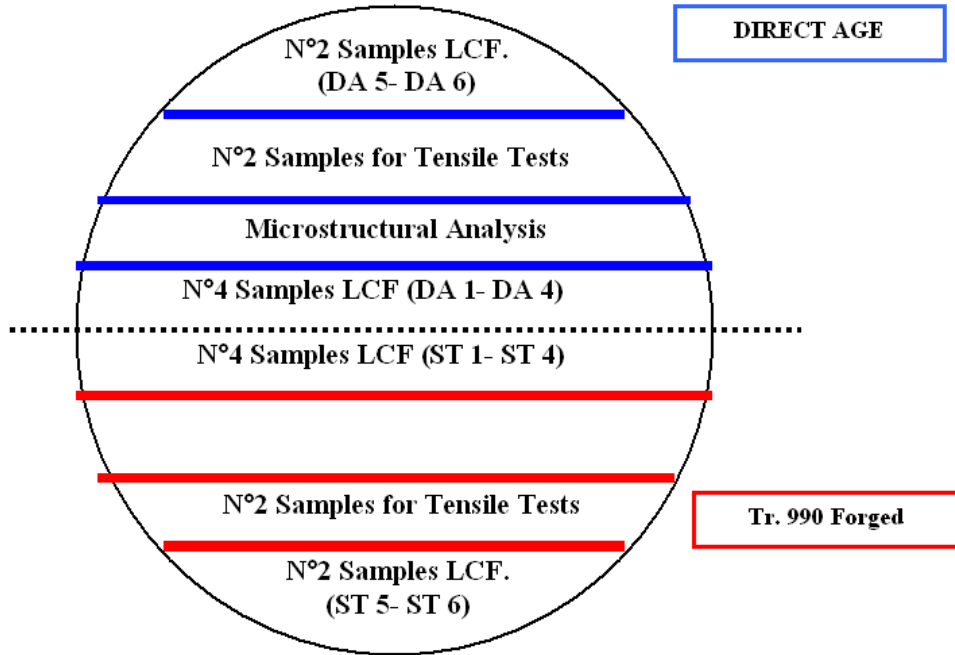 DIRECT AGE
N°2 Samples LCF.
(DA 5- DA 6)
N°2 Samples for Tensile Tests
Microstructural Analysis
N°4 Samples LCF (DA 1- DA 4)
N°4 Samples LCF (ST 1- ST 4)
N°2 Samples for Tensile Tests
Tr. 990 Forged
N°2 Samples LCF.
(ST 5- ST 6)